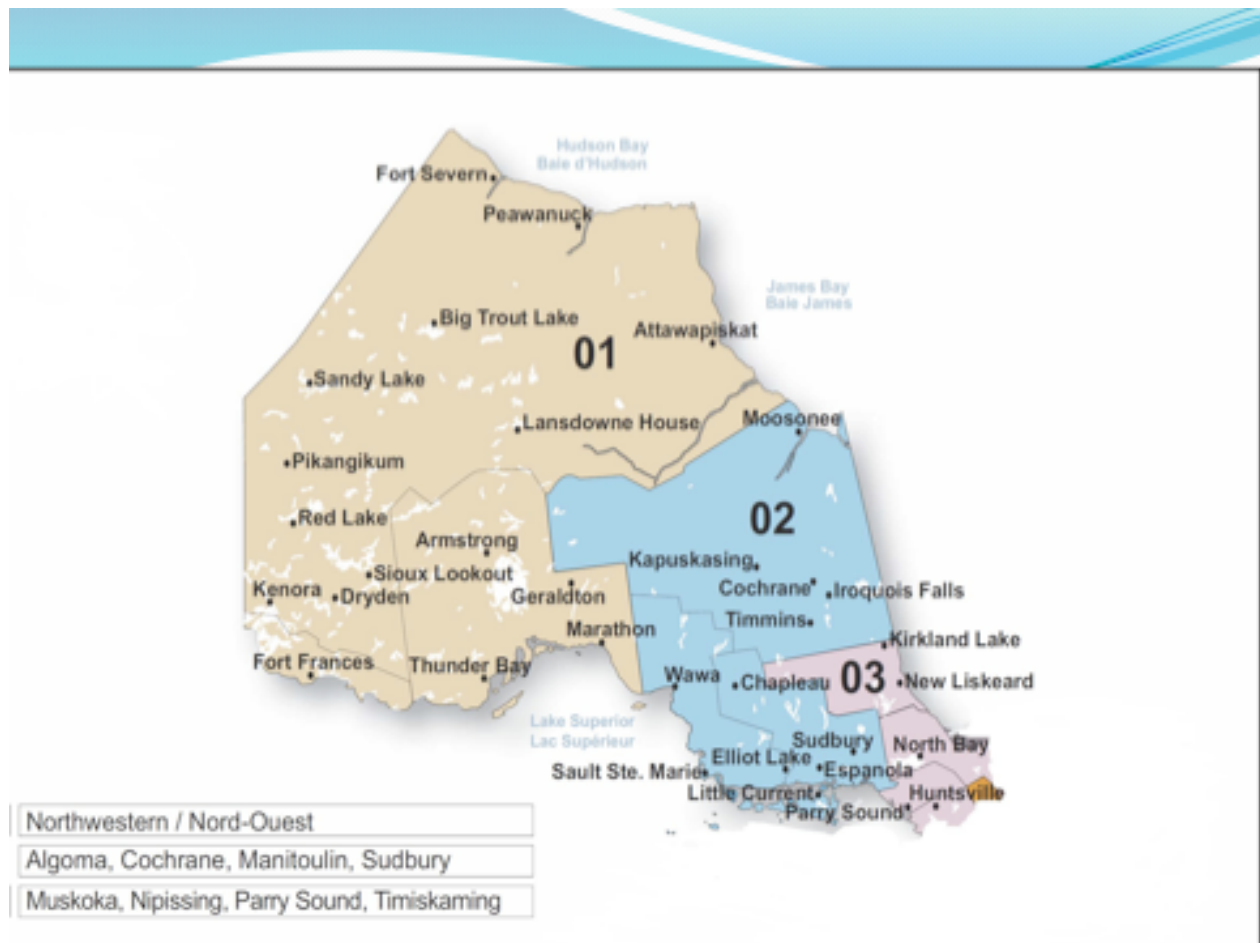 Hudson Bay
Baie d'Hudson
Fort Severn
Peawanuck
James Bay
Baie James
Big Trout Lake
Attawapiskat
01
Sandy Lake
Lansdowne House
Moosonee
Pikangikum
Red Lake
02
Armstrong
Kapuskasing
Sioux Lookout
Cochrane
Iroquois Falls
Kenora
Dryden
Geraldton
Timmins
Marathon
Kirkland Lake
Fort Frances
Thunder Bay
Wawa
Chapleau
03
New Liskeard
Lake Superior
Lac Supérieur
Sudbury
North Bay
Elliot Lake
Sault Ste. Marie
Espanola
Little Current
Huntsville
Parry Sound
Northwestern / Nord-Ouest
Algoma, Cochrane, Manitoulin, Sudbury
Muskoka, Nipissing, Parry Sound, Timiskaming